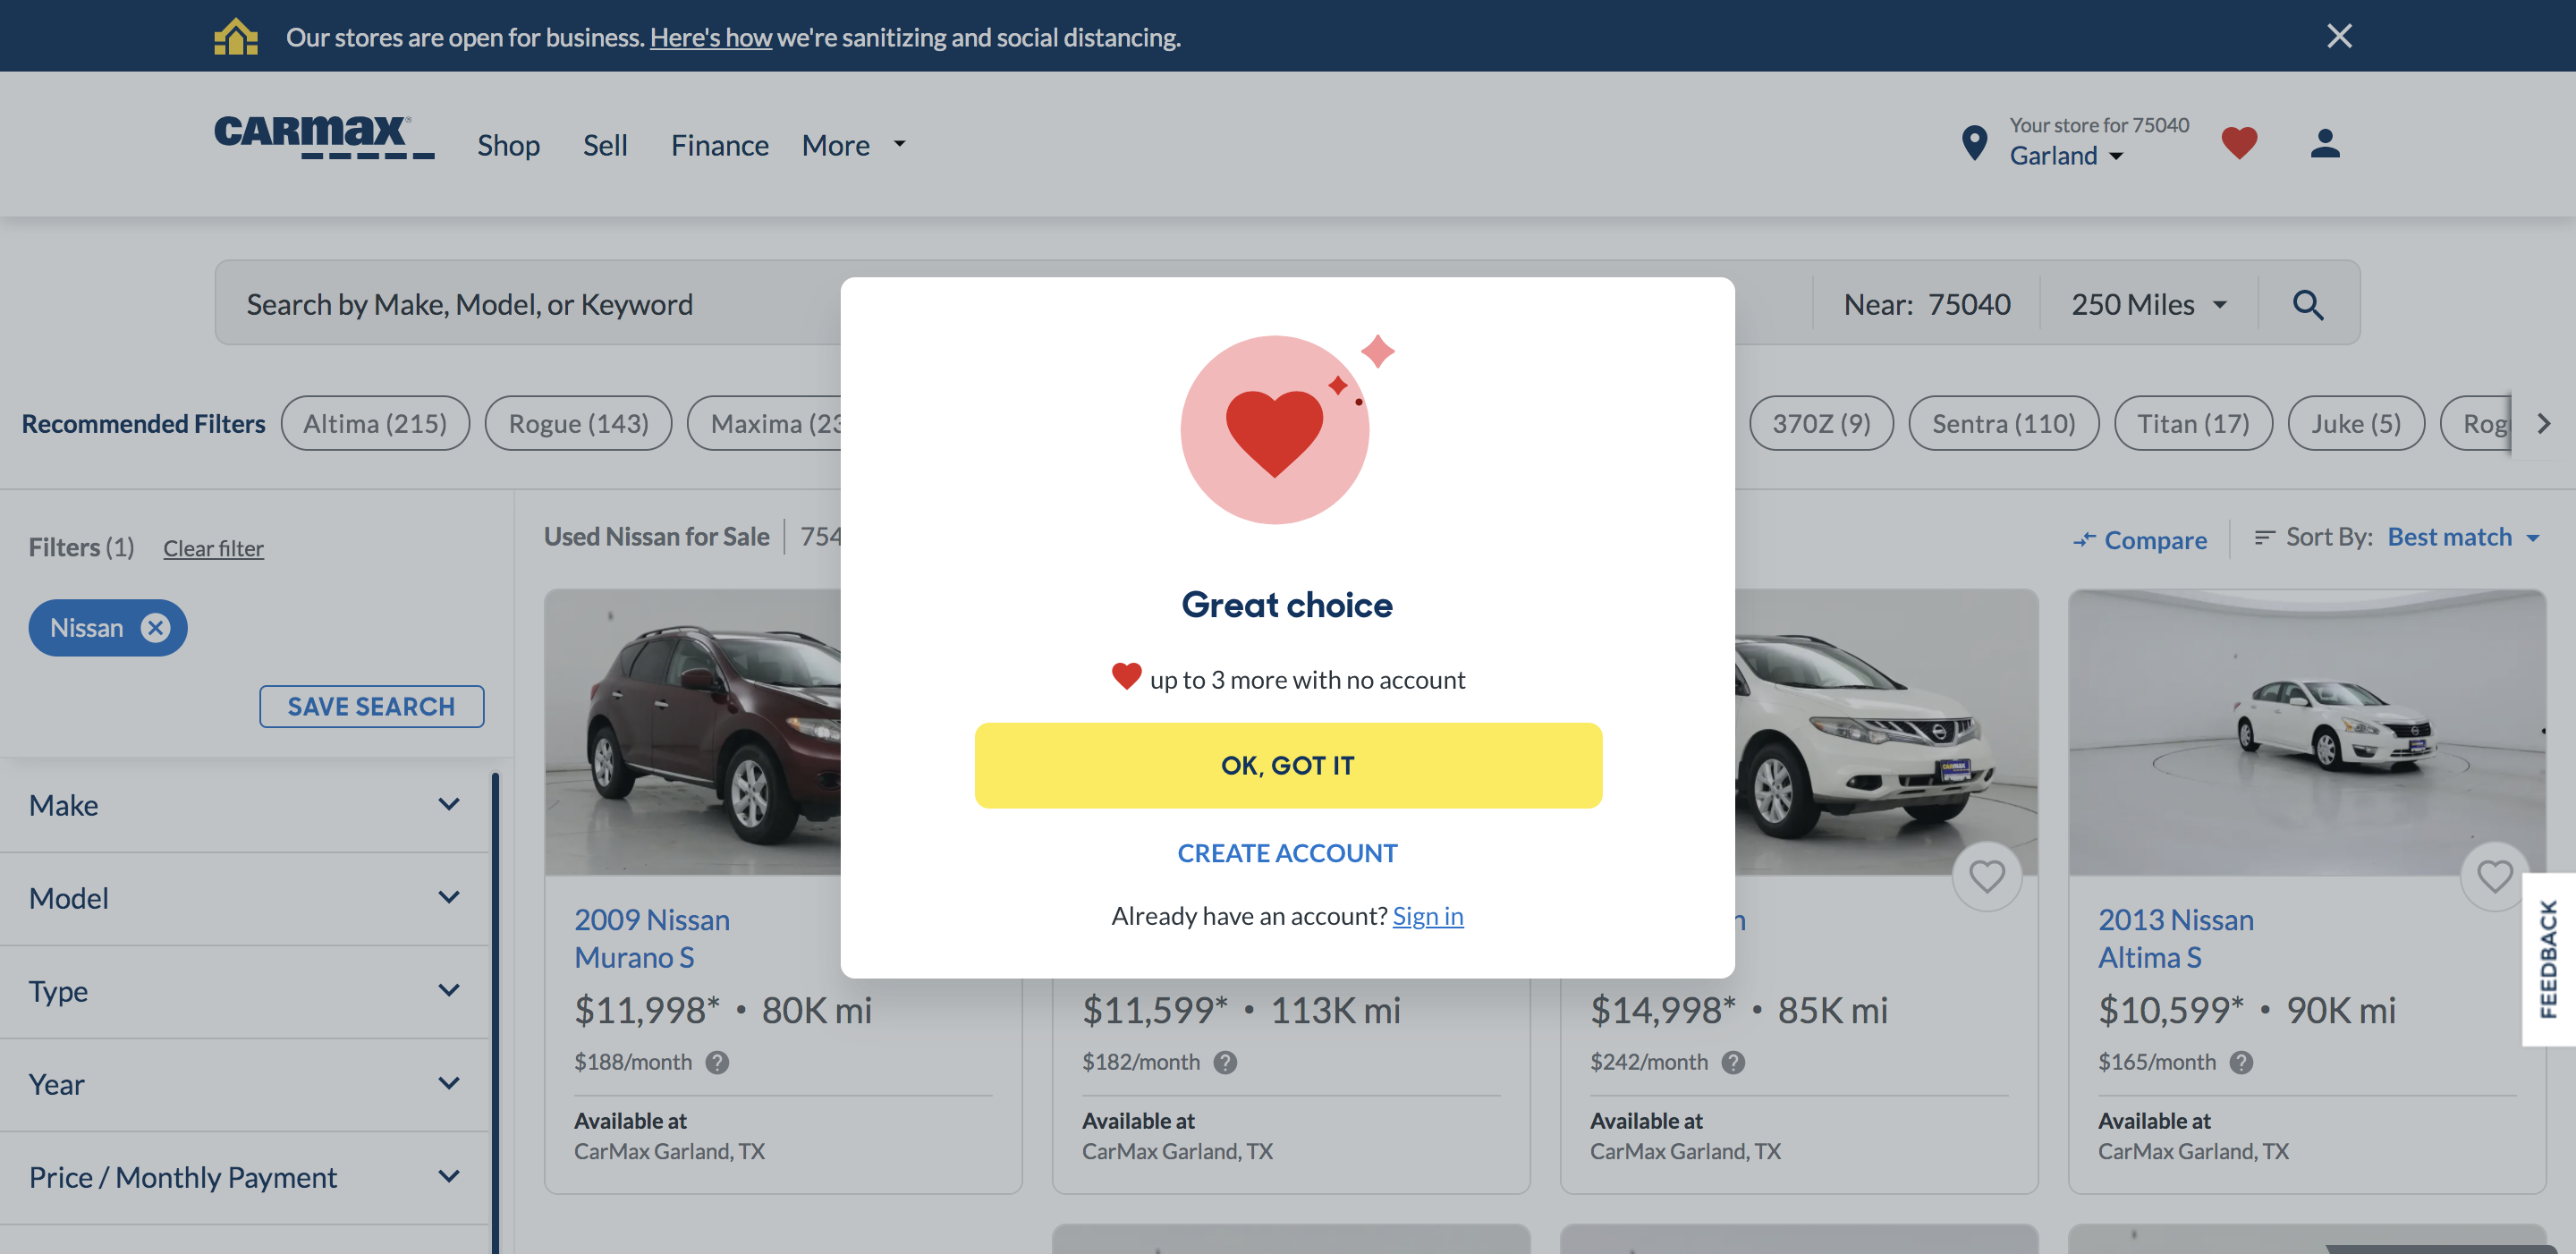 Our stores are open for business. Here's how we're sanitizing and social distancing.
CARMAX
Shop Sell Finance More
Your store for 75040
Garland
Search by Make, Model, or Keyword
Near: 75040 250 Miles
Recommended Filters Altima (215) Rogue (143) Maxima (23 370Z (9) Sentra (110) Titan (17) Juke (5) Rog
Filters (1) Clear filter
Nissan
SAVE SEARCH
Make
Model
Type
Year
Price / Monthly Payment
Used Nissan for Sale 754
Compare Sort By: Best match
Great choice
up to 3 more with no account
OK, GOT IT
CREATE ACCOUNT
Already have an account? Sign in
2009 Nissan
Murano S
$11,998* • 80K mi
$188/month
Available at
CarMax Garland, TX
$11,599* • 113K mi
$182/month
Available at
CarMax Garland, TX
$14,998* • 85K mi
$242/month
Available at
CarMax Garland, TX
2013 Nissan
Altima S
$10,599* • 90K mi
$165/month
Available at
CarMax Garland, TX
FEEDBACK